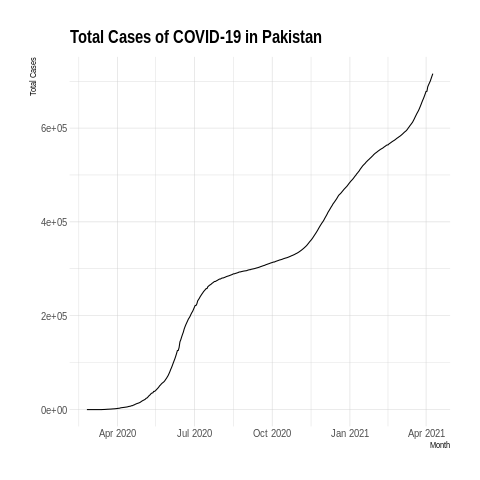 Total Cases of COVID-19 in Pakistan
Total Cases
6e+05
4e+05
2e+05
0e+00
Apr 2020 Jul 2020 Oct 2020 Jan 2021 Apr 2021
Month